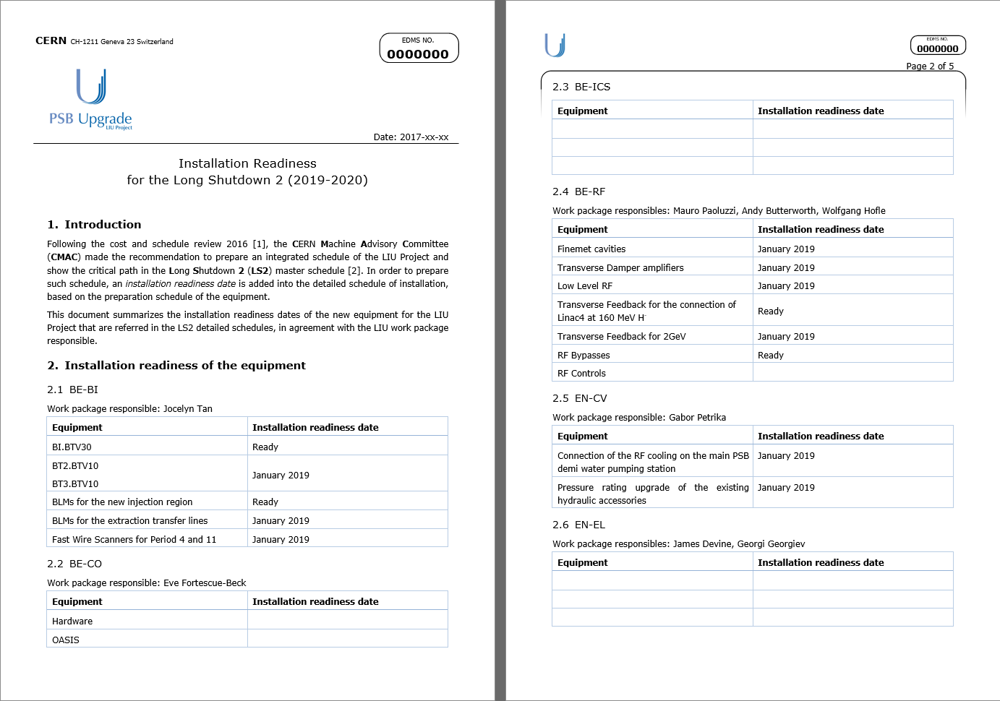 CERN CH-1211 Geneva 23 Switzerland
EDMS NO.
0000000
PSB Upgrade
LIU Project
Date: 2017-xx-xx
Installation Readiness
for the Long Shutdown 2 (2019-2020)
1. Introduction
Following the cost and schedule review 2016 [1], the CERN Machine Advisory Committee
(CMAC) made the recommendation to prepare an integrated schedule of the LIU Project and
show the critical path in the Long Shutdown 2 (LS2) master schedule [2]. In order to prepare
such schedule, an installation readiness date is added into the detailed schedule of installation,
based on the preparation schedule of the equipment.
This document summarizes the installation readiness dates of the new equipment for the LIU
Project that are referred in the LS2 detailed schedules, in agreement with the LIU work package
responsible.
2. Installation readiness of the equipment
2.1 BE-BI
Work package responsible: Jocelyn Tan
Equipment Installation readiness date
BI.BTV30 Ready
BT2.BTV10
January 2019
BT3.BTV10
BLMs for the new injection region Ready
BLMs for the extraction transfer lines January 2019
Fast Wire Scanners for Period 4 and 11 January 2019
2.2 BE-CO
Work package responsible: Eve Fortescue-Beck
Equipment Installation readiness date
Hardware
OASIS
EDMS NO.
0000000
Page 2 of 5
2.3 BE-ICS
Equipment Installation readiness date
2.4 BE-RF
Work package responsibles: Mauro Paoluzzi, Andy Butterworth, Wolfgang Hofle
Equipment Installation readiness date
Finemet cavities January 2019
Transverse Damper amplifiers January 2019
Low Level RF January 2019
Transverse Feedback for the connection of
Linac4 at 160 MeV H⁻
Ready
Transverse Feedback for 2GeV January 2019
RF Bypasses Ready
RF Controls
2.5 EN-CV
Work package responsible: Gabor Petrika
Equipment Installation readiness date
Connection of the RF cooling on the main PSB January 2019
demi water pumping station
Pressure rating upgrade of the existing January 2019
hydraulic accessories
2.6 EN-EL
Work package responsibles: James Devine, Georgi Georgiev
Equipment Installation readiness date